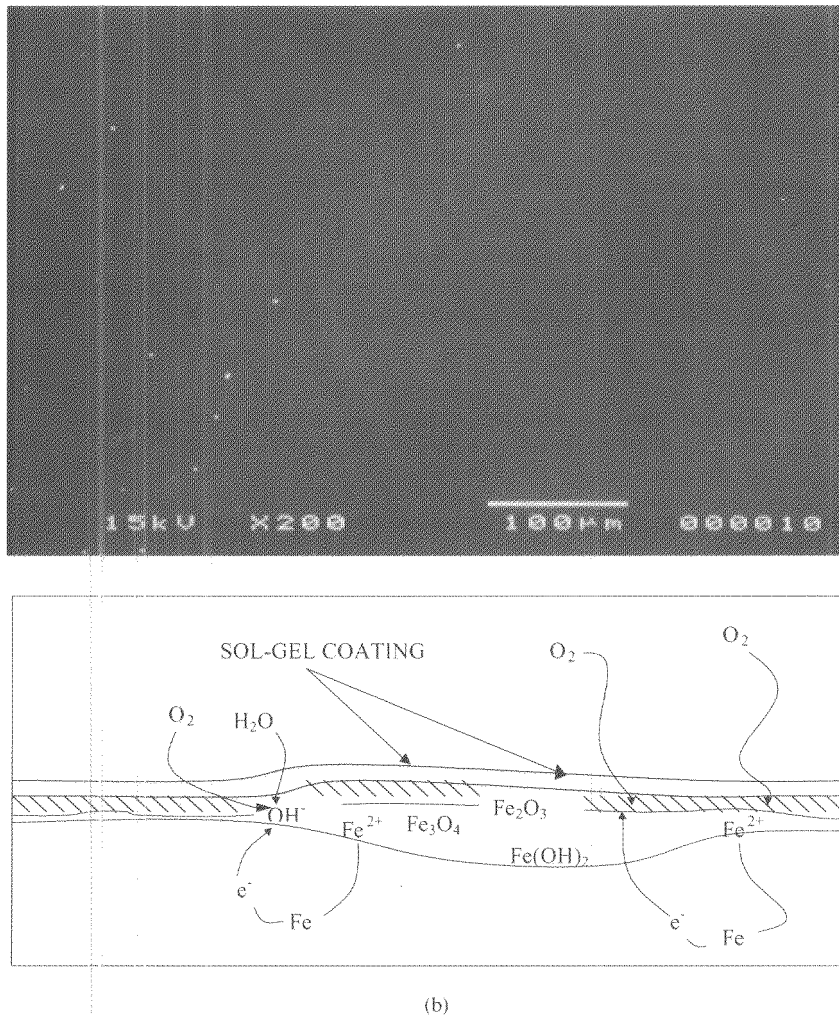 15kV X200 100µm 000010
SOL-GEL COATING
O₂
O₂
O₂
H₂O
OH⁻
Fe²⁺
Fe₃O₄
Fe₂O₃
Fe(OH)₂
Fe²⁺
e⁻
Fe
e⁻
Fe
(b)